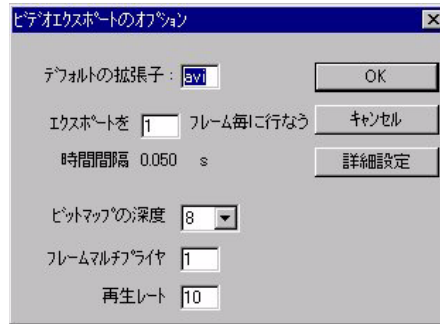 ﾋﾞﾃﾞｵｴｸｽﾎﾟｰﾄのｵﾌﾟｼｮﾝ
ﾃﾞﾌｫﾙﾄの拡張子： avi
OK
ｴｸｽﾎﾟｰﾄを 1 ﾌﾚｰﾑ毎に行なう
ｷｬﾝｾﾙ
時間間隔 0.050 s
詳細設定
ﾋﾞｯﾄﾏｯﾌﾟの深度 8
ﾌﾚｰﾑﾏﾙﾁﾌﾟﾗｲﾔ 1
再生ﾚｰﾄ 10